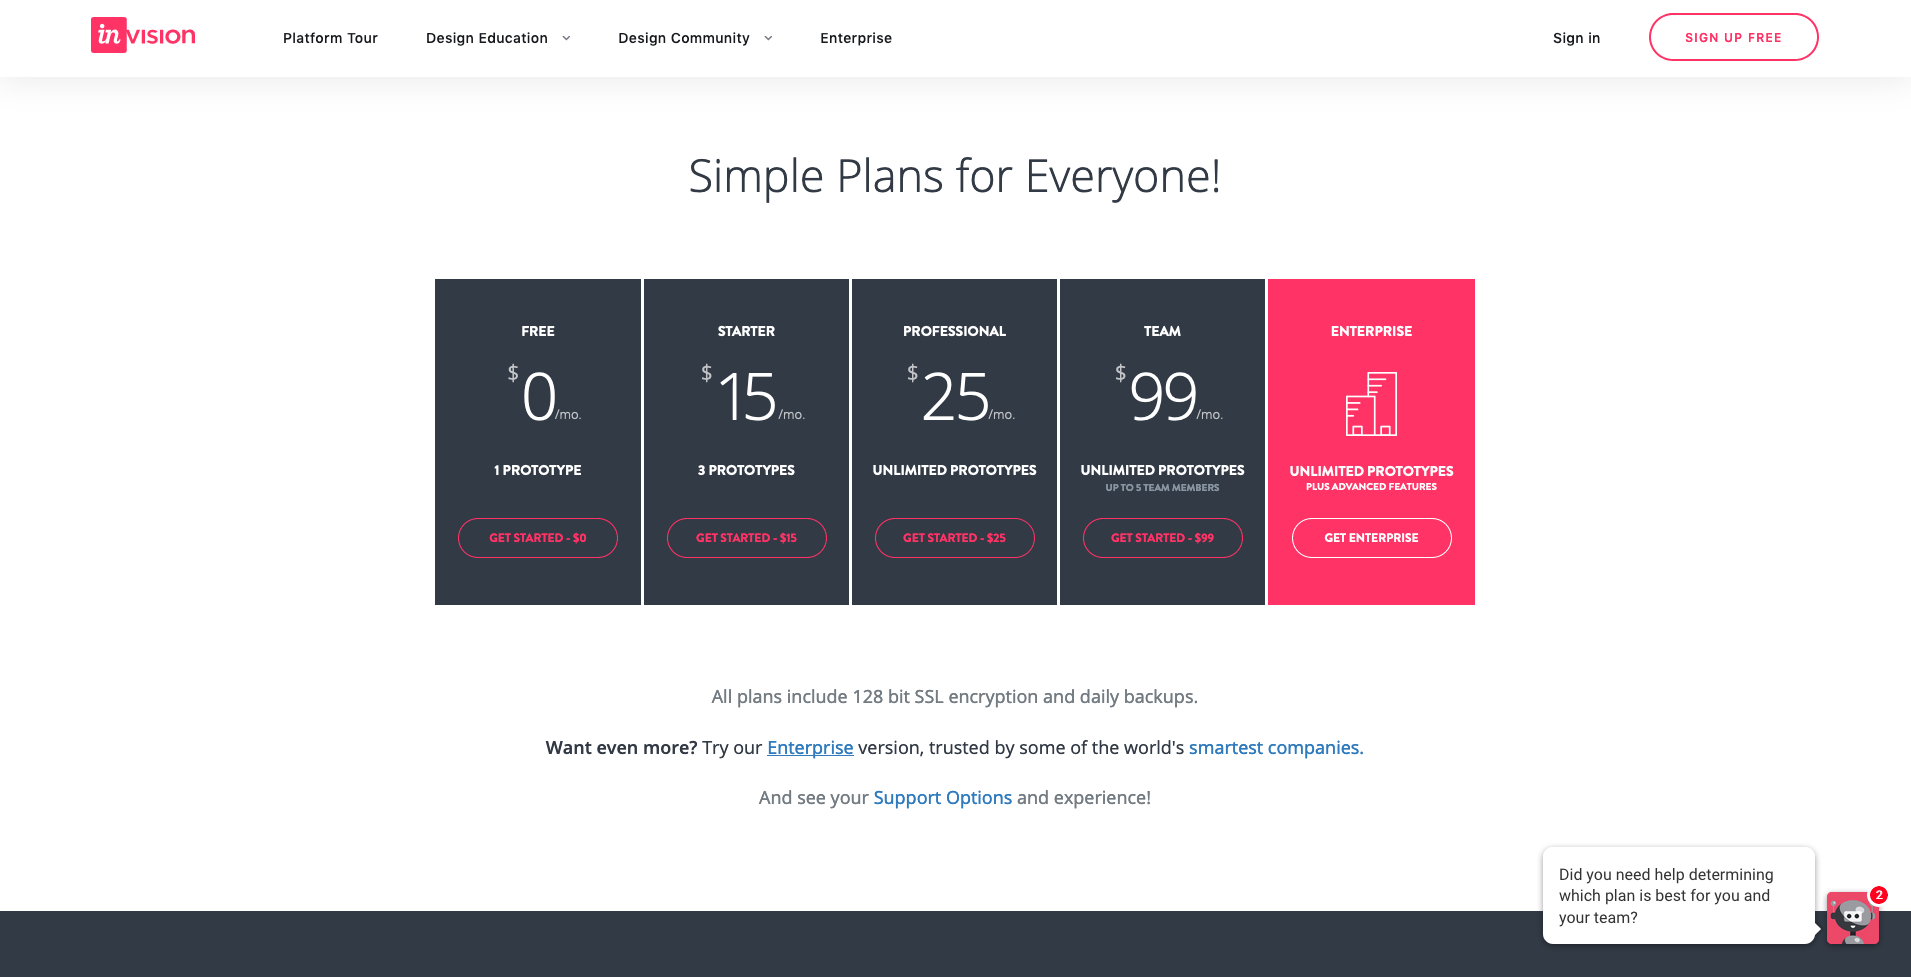 invision
Platform Tour
Design Education
Design Community
Enterprise
Sign in
SIGN UP FREE
Simple Plans for Everyone!
FREE
$0/mo.
1 PROTOTYPE
GET STARTED - $0
STARTER
$15/mo.
3 PROTOTYPES
GET STARTED - $15
PROFESSIONAL
$25/mo.
UNLIMITED PROTOTYPES
GET STARTED - $25
TEAM
$99/mo.
UNLIMITED PROTOTYPES
UP TO 5 TEAM MEMBERS
GET STARTED - $99
ENTERPRISE
UNLIMITED PROTOTYPES
PLUS ADVANCED FEATURES
GET ENTERPRISE
All plans include 128 bit SSL encryption and daily backups.
Want even more? Try our Enterprise version, trusted by some of the world's smartest companies.
And see your Support Options and experience!
Did you need help determining
which plan is best for you and
your team?
2